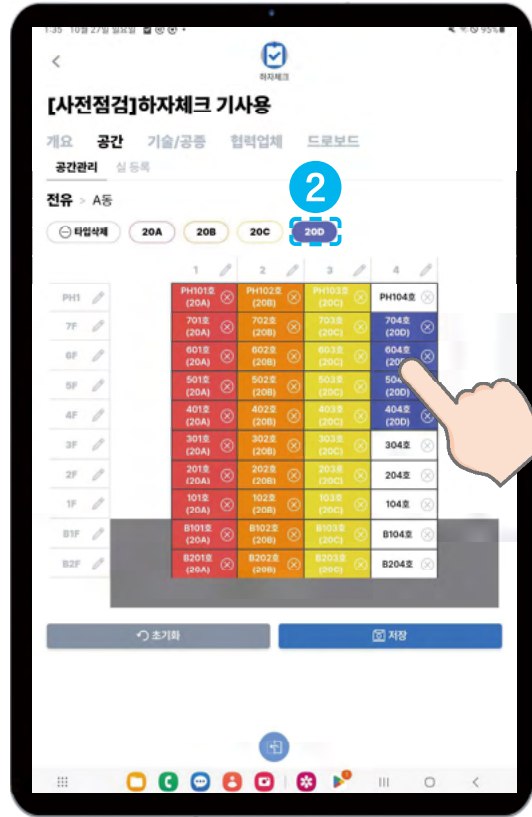 1:35 10월 27일 일요일 95%
하자체크
[사전점검]하자체크 기사용
개요 공간 기술/공종 협력업체 드로보드
공간관리 실 등록
2
전유 > A동
타입삭제 20A 20B 20C 20D
1 2 3 4
PH1 PH101호 (20A) PH102호 (20B) PH103호 (20C) PH104호
7F 701호 (20A) 702호 (20B) 703호 (20C) 704호 (20D)
6F 601호 (20A) 602호 (20B) 603호 (20C) 604호
5F 501호 (20A) 502호 (20B) 503호 (20C) (20D)
4F 401호 (20A) 402호 (20B) 403호 (20C) 404호 (20D)
3F 301호 (20A) 302호 (20B) 303호 (20C) 304호
2F 201호 (20A) 202호 (20B) 203호 (20C) 204호
1F 101호 (20A) 102호 (20B) 103호 (20C) 104호
B1F B101호 (20A) B102호 (20B) B103호 (20C) B104호
B2F B201호 (20A) B202호 (20B) B203호 (20C) B204호
초기화 저장